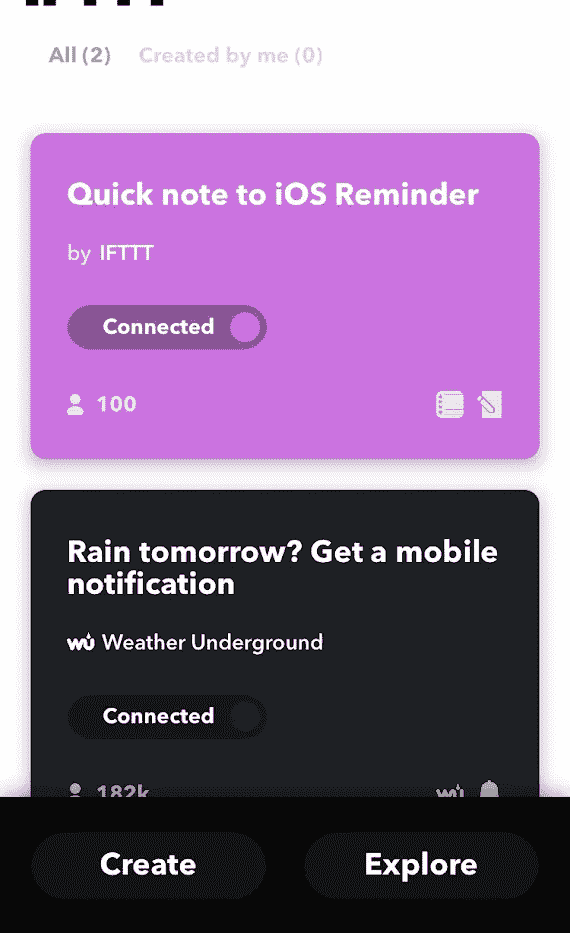 All (2) Created by me (0)
Quick note to iOS Reminder
by IFTTT
Connected
100
Rain tomorrow? Get a mobile
notification
wu Weather Underground
Connected
182k
Create Explore